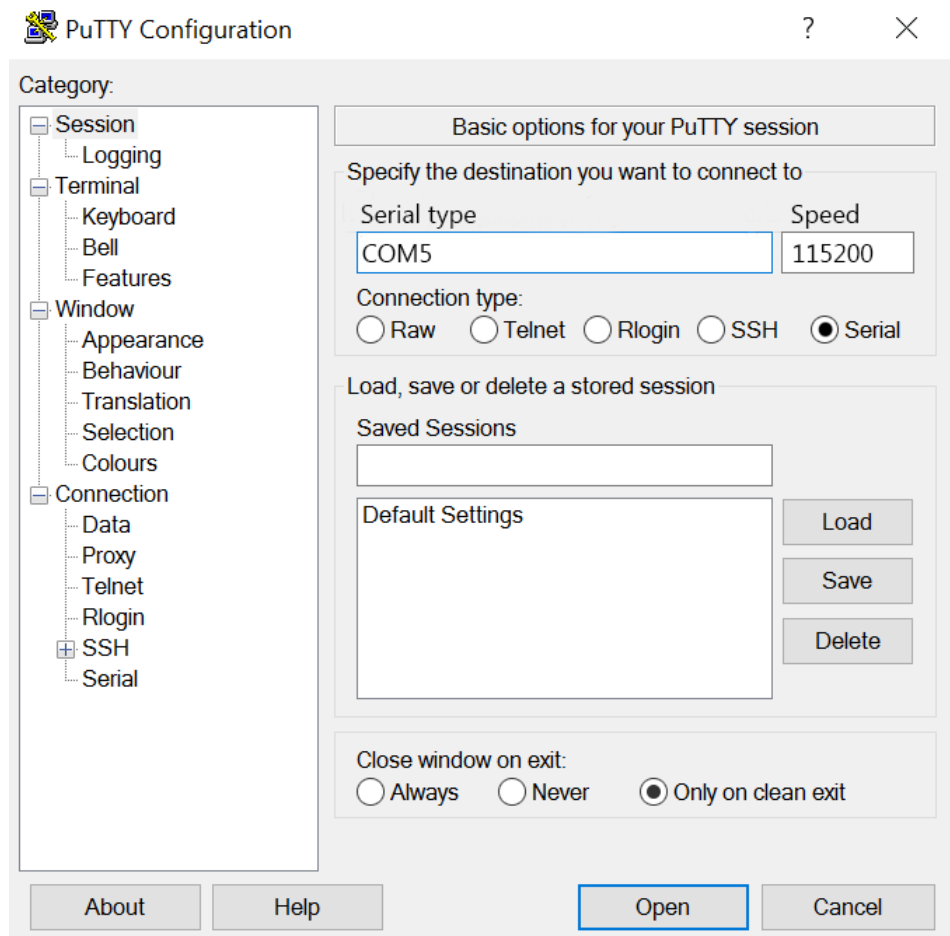 PuTTY Configuration
?
Category:
Session
Logging
Terminal
Keyboard
Bell
Features
Window
Appearance
Behaviour
Translation
Selection
Colours
Connection
Data
Proxy
Telnet
Rlogin
SSH
Serial
Basic options for your PuTTY session
Specify the destination you want to connect to
Serial type Speed
COM5 115200
Connection type:
Raw Telnet Rlogin SSH Serial
Load, save or delete a stored session
Saved Sessions
Default Settings
Load
Save
Delete
Close window on exit:
Always Never Only on clean exit
About Help Open Cancel